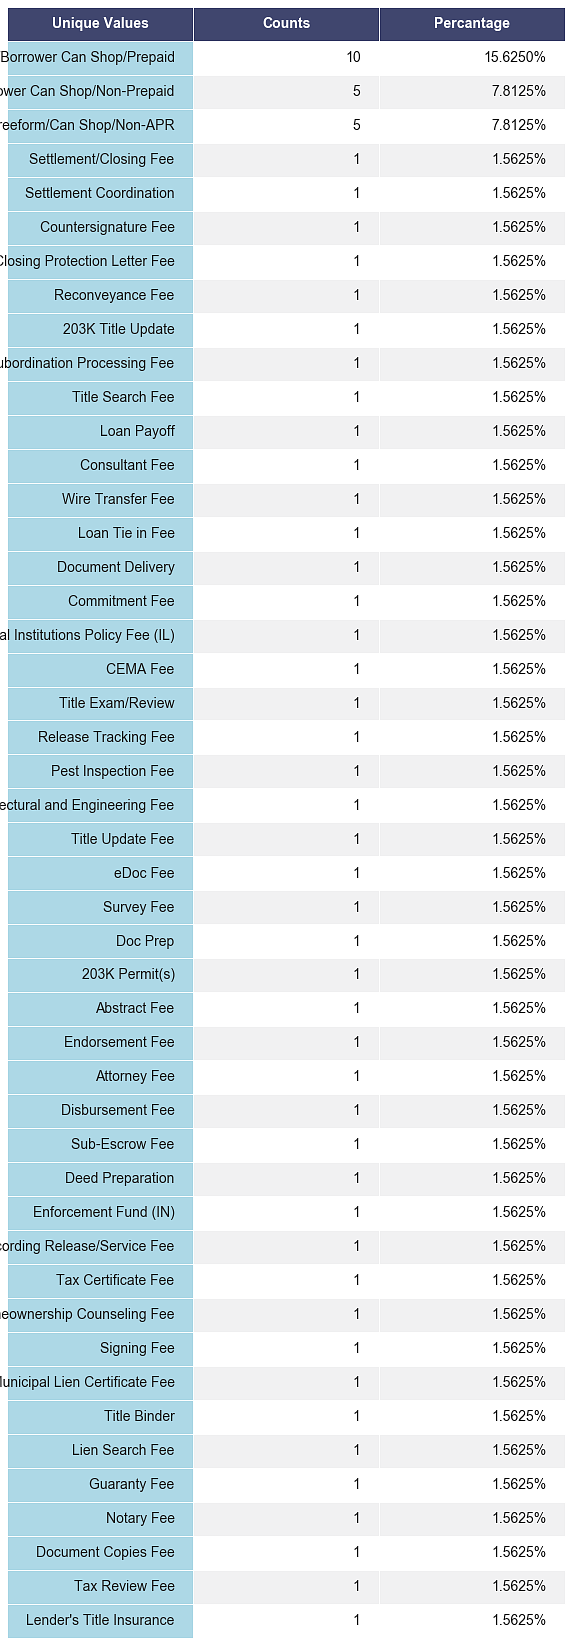 Unique Values Counts Percantage
Borrower Can Shop/Prepaid 10 15.6250%
Can Shop/Non-Prepaid 5 7.8125%
Shop/Non-APR 5 7.8125%
Settlement/Closing Fee 1 1.5625%
Settlement Coordination 1 1.5625%
Countersignature Fee 1 1.5625%
Closing Protection Letter Fee 1 1.5625%
Reconveyance Fee 1 1.5625%
203K Title Update 1 1.5625%
Processing Fee 1 1.5625%
Title Search Fee 1 1.5625%
Loan Payoff 1 1.5625%
Consultant Fee 1 1.5625%
Wire Transfer Fee 1 1.5625%
Loan Tie in Fee 1 1.5625%
Document Delivery 1 1.5625%
Commitment Fee 1 1.5625%
Institutions Policy Fee (IL) 1 1.5625%
CEMA Fee 1 1.5625%
Title Exam/Review 1 1.5625%
Release Tracking Fee 1 1.5625%
Pest Inspection Fee 1 1.5625%
and Engineering Fee 1 1.5625%
Title Update Fee 1 1.5625%
eDoc Fee 1 1.5625%
Survey Fee 1 1.5625%
Doc Prep 1 1.5625%
203K Permit(s) 1 1.5625%
Abstract Fee 1 1.5625%
Endorsement Fee 1 1.5625%
Attorney Fee 1 1.5625%
Disbursement Fee 1 1.5625%
Sub-Escrow Fee 1 1.5625%
Deed Preparation 1 1.5625%
Enforcement Fund (IN) 1 1.5625%
Release/Service Fee 1 1.5625%
Tax Certificate Fee 1 1.5625%
Counseling Fee 1 1.5625%
Signing Fee 1 1.5625%
Municipal Lien Certificate Fee 1 1.5625%
Title Binder 1 1.5625%
Lien Search Fee 1 1.5625%
Guaranty Fee 1 1.5625%
Notary Fee 1 1.5625%
Document Copies Fee 1 1.5625%
Tax Review Fee 1 1.5625%
Lender's Title Insurance 1 1.5625%